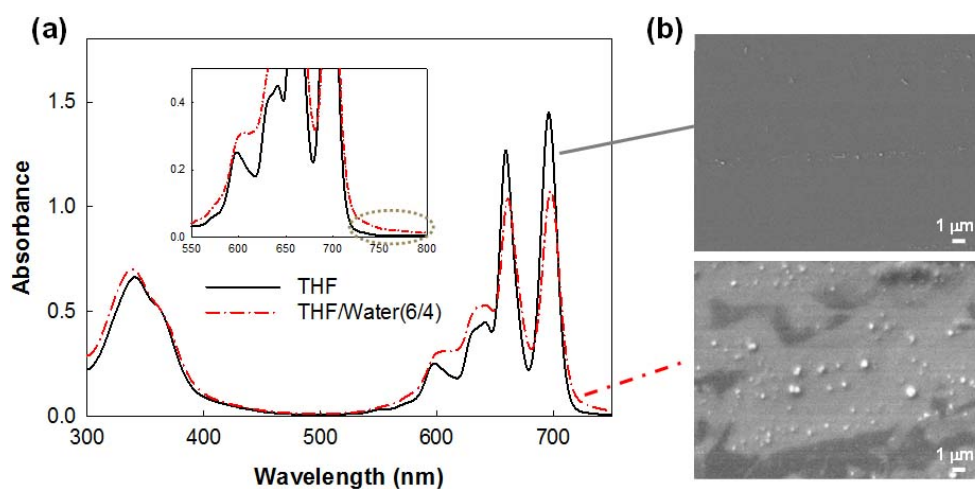 (a)
(b)
Absorbance
1.5
1.0
0.5
0.0
0.4
0.2
0.0
550 600 650 700 750 800
THF
THF/Water(6/4)
300 400 500 600 700
Wavelength (nm)
1 µm
1 µm